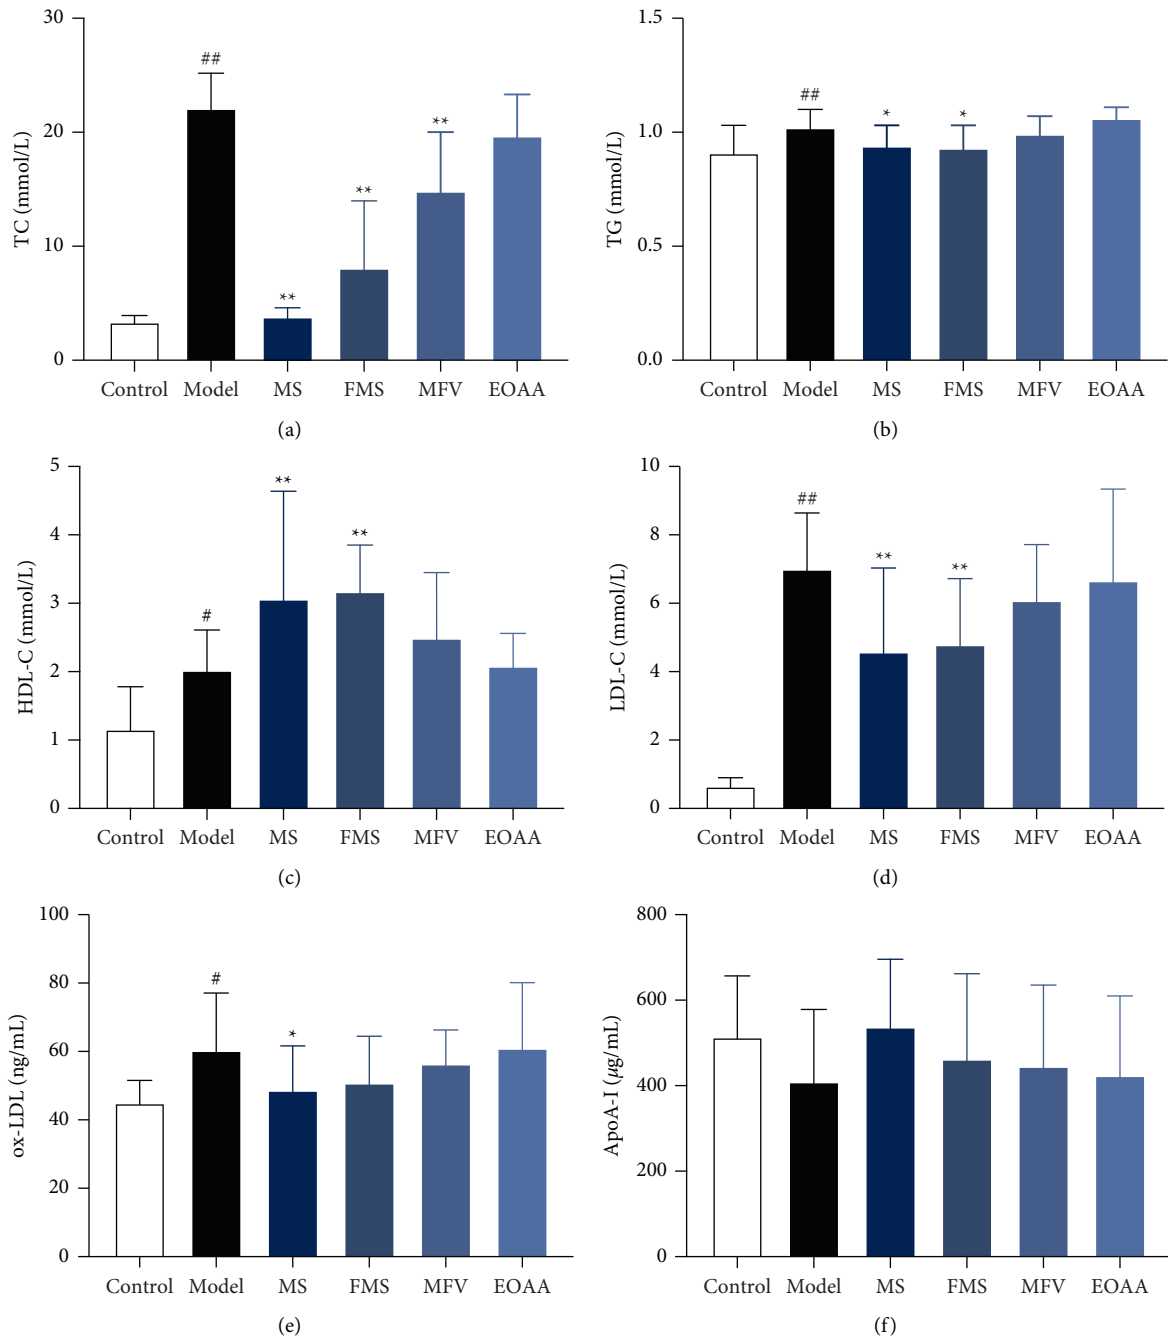 TC (mmol/L)
30
20
10
0
##
**
**
**
Control Model MS FMS MFV EOAA
(a)
TG (mmol/L)
1.5
1.0
0.5
0.0
##
*
*
Control Model MS FMS MFV EOAA
(b)
HDL-C (mmol/L)
5
4
3
2
1
0
#
**
**
Control Model MS FMS MFV EOAA
(c)
LDL-C (mmol/L)
10
8
6
4
2
0
##
**
**
Control Model MS FMS MFV EOAA
(d)
ox-LDL (ng/mL)
100
80
60
40
20
0
#
*
Control Model MS FMS MFV EOAA
(e)
ApoA-I (μg/mL)
800
600
400
200
0
Control Model MS FMS MFV EOAA
(f)